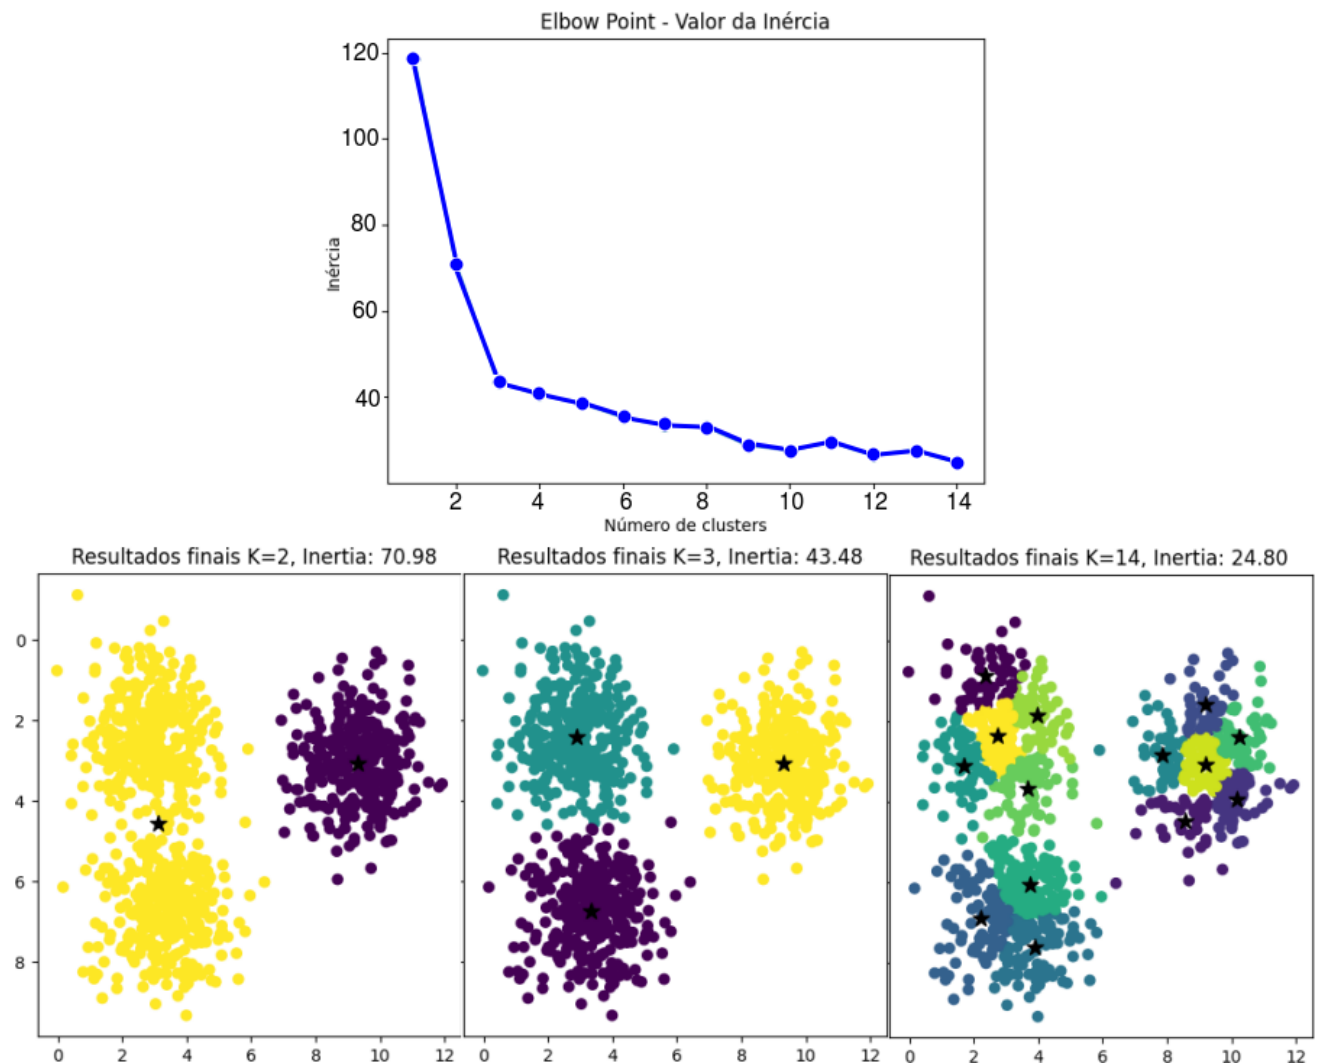 Elbow Point - Valor da Inércia
120
100
80
60
40
Inércia
2 4 6 8 10 12 14
Número de clusters
Resultados finais K=2, Inertia: 70.98
Resultados finais K=3, Inertia: 43.48
Resultados finais K=14, Inertia: 24.80
0
2
4
6
8
0 2 4 6 8 10 12
0 2 4 6 8 10 12
0 2 4 6 8 10 12